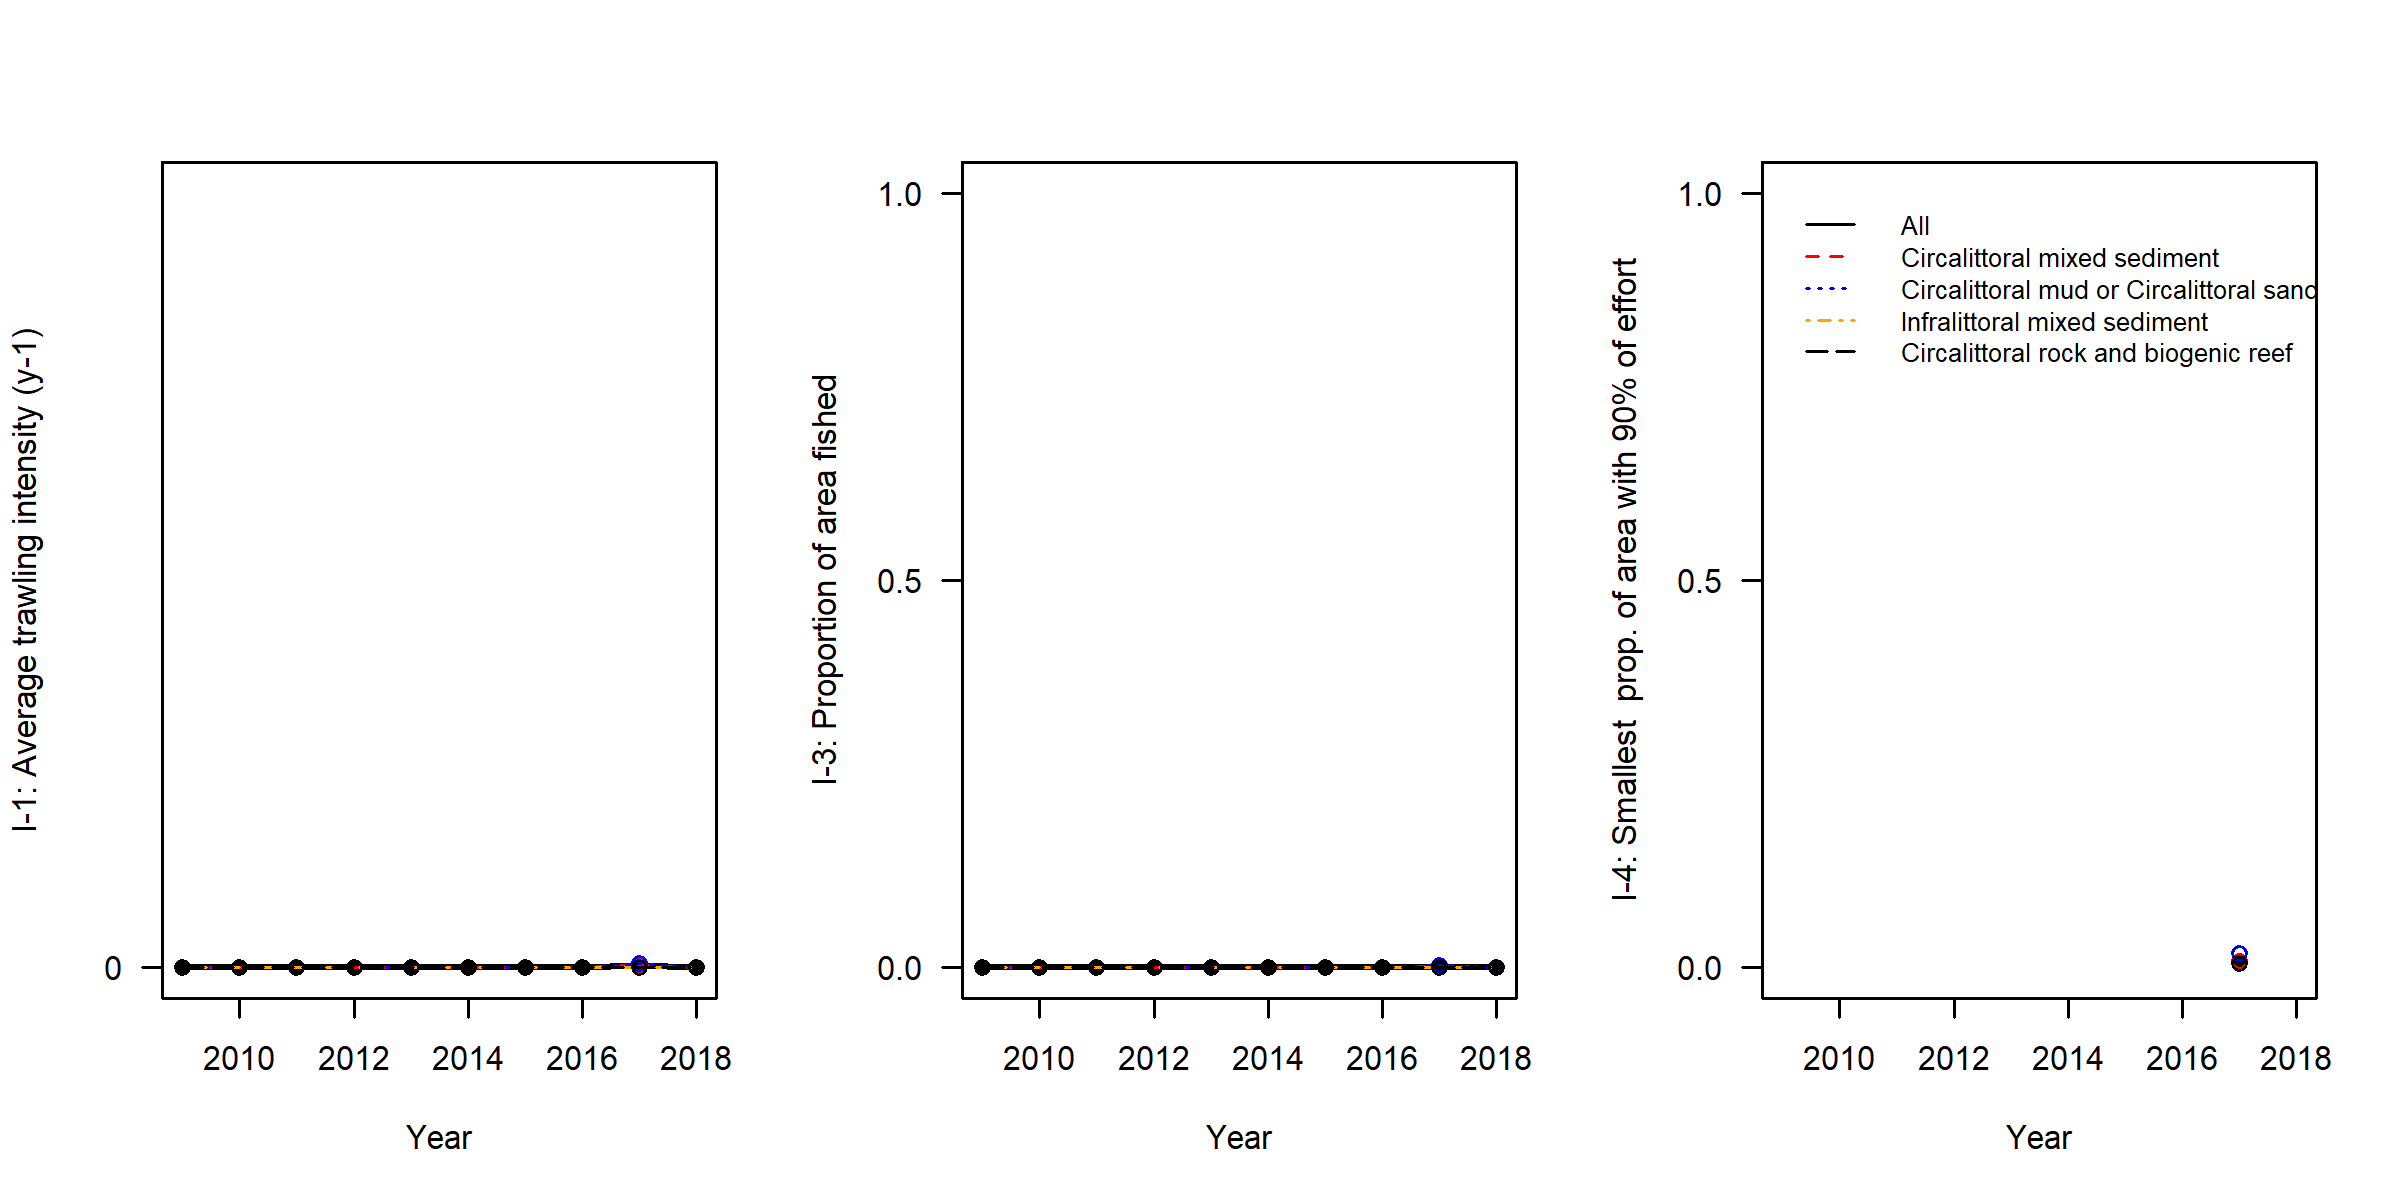 I-1: Average trawling intensity (y-1)
0
2010 2012 2014 2016 2018
Year
I-3: Proportion of area fished
1.0
0.5
0.0
2010 2012 2014 2016 2018
Year
I-4: Smallest prop. of area with 90% of effort
1.0
0.5
0.0
All
Circalittoral mixed sediment
Circalittoral mud or Circalittoral sand
Infralittoral mixed sediment
Circalittoral rock and biogenic reef
2010 2012 2014 2016 2018
Year